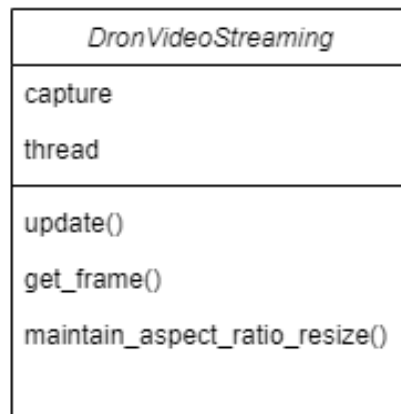 DronVideoStreaming
capture
thread
update()
get_frame()
maintain_aspect_ratio_resize()